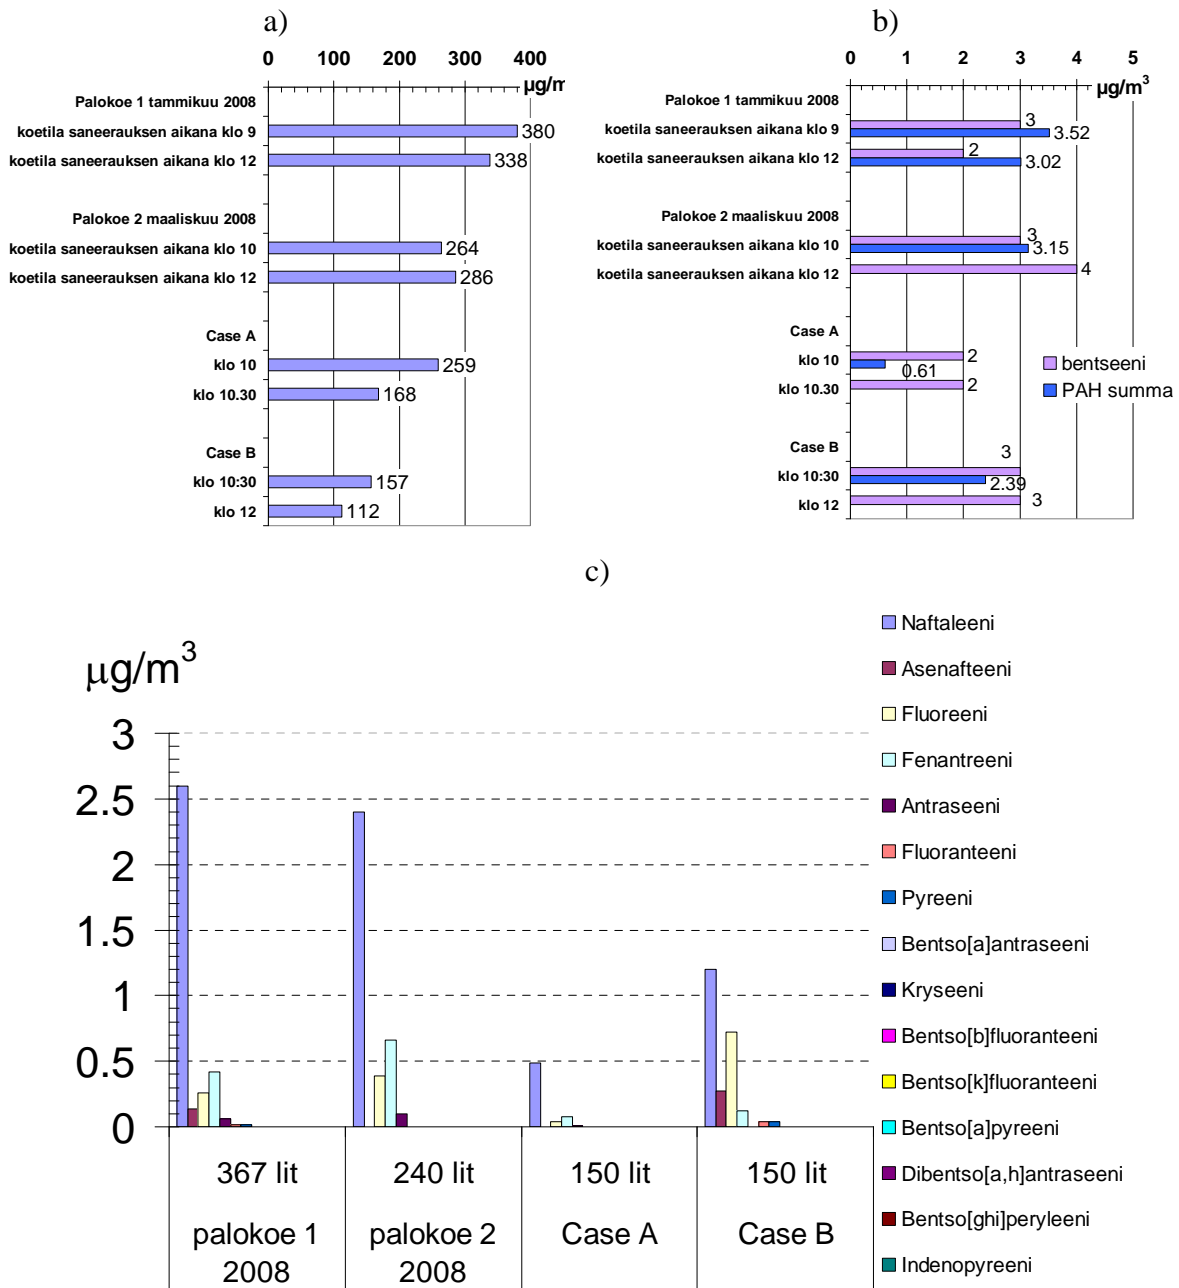 a)
0 100 200 300 400
µg/m
Palokoe 1 tammikuu 2008
koetila saneerauksen aikana klo 9 380
koetila saneerauksen aikana klo 12 338
Palokoe 2 maaliskuu 2008
koetila saneerauksen aikana klo 10 264
koetila saneerauksen aikana klo 12 286
Case A
klo 10 259
klo 10.30 168
Case B
klo 10:30 157
klo 12 112
b)
0 1 2 3 4 5
µg/m³
Palokoe 1 tammikuu 2008
3
koetila saneerauksen aikana klo 9 3.52
2
koetila saneerauksen aikana klo 12 3.02
Palokoe 2 maaliskuu 2008
3
koetila saneerauksen aikana klo 10 3.15
koetila saneerauksen aikana klo 12 4
Case A
klo 10 2
0.61
klo 10.30 2
bentseeni
PAH summa
Case B
3
klo 10:30 2.39
klo 12 3
c)
µg/m³
3
2.5
2
1.5
1
0.5
0
367 lit 240 lit 150 lit 150 lit
palokoe 1 palokoe 2 Case A Case B
2008 2008
Naftaleeni
Asenafteeni
Fluoreeni
Fenantreeni
Antraseeni
Fluoranteeni
Pyreeni
Bentso[a]antraseeni
Kryseeni
Bentso[b]fluoranteeni
Bentso[k]fluoranteeni
Bentso[a]pyreeni
Dibentso[a,h]antraseeni
Bentso[ghi]peryleeni
Indenopyreeni